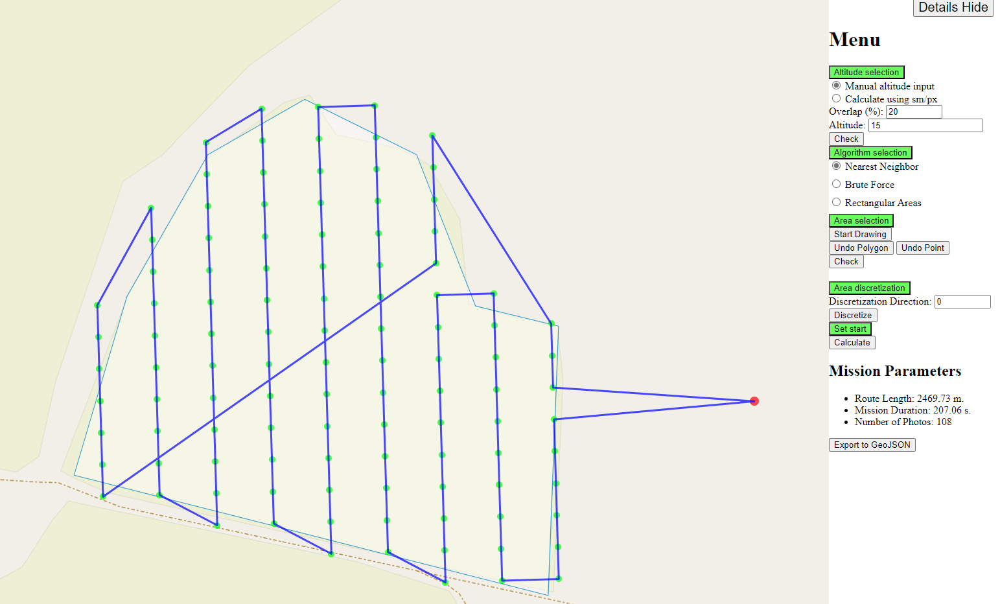 Details Hide
Menu
Altitude selection
Manual altitude input
Calculate using sm/px
Overlap (%): 20
Altitude: 15
Check
Algorithm selection
Nearest Neighbor
Brute Force
Rectangular Areas
Area selection
Start Drawing
Undo Polygon Undo Point
Check
Area discretization
Discretization Direction: 0
Discretize
Set start
Calculate
Mission Parameters
• Route Length: 2469.73 m.
• Mission Duration: 207.06 s.
• Number of Photos: 108
Export to GeoJSON